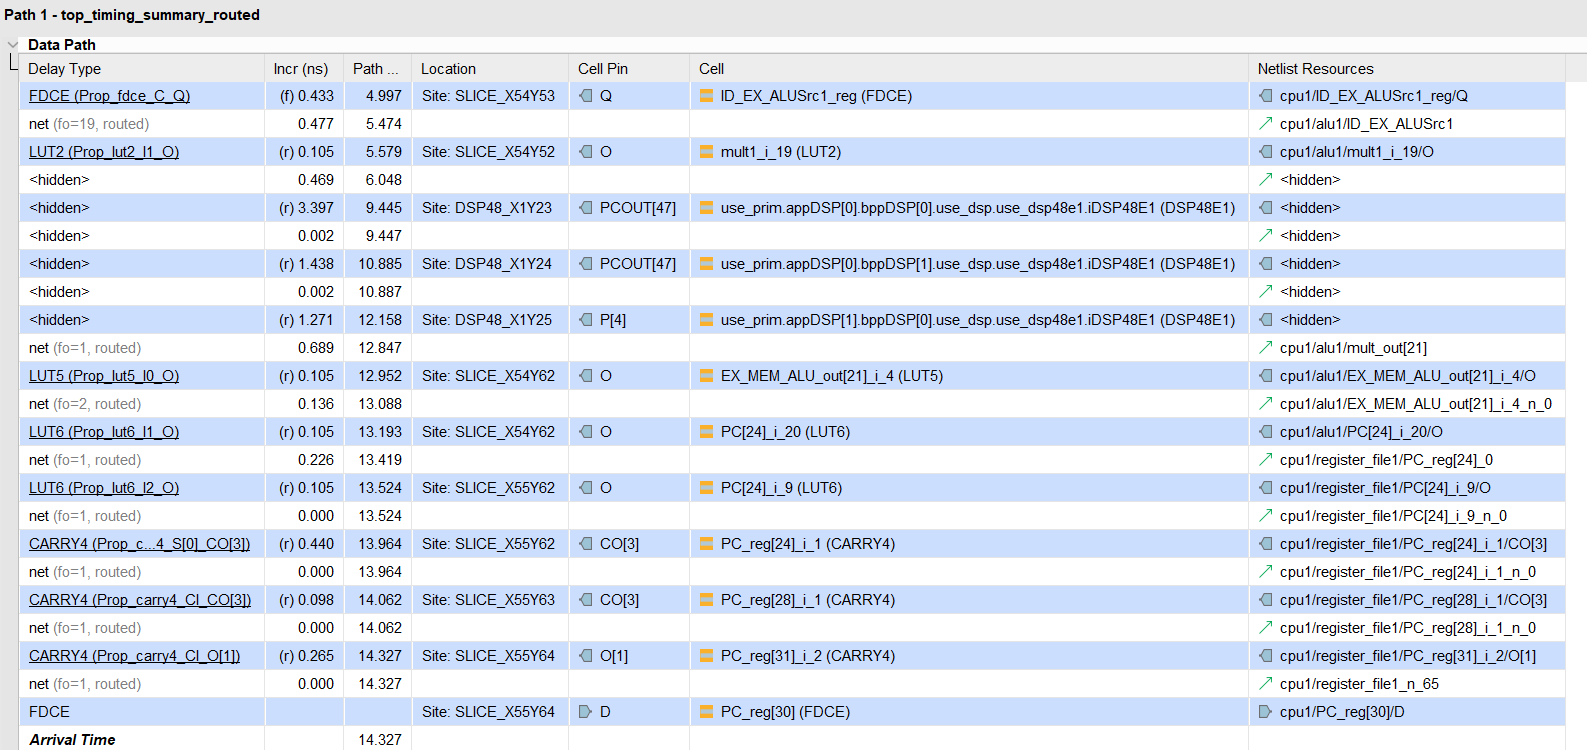 Path 1 - top_timing_summary_routed
Data Path
Delay Type Incr (ns) Path ... Location Cell Pin Cell Netlist Resources
FDCE (Prop_fdce_C_Q) (f) 0.433 4.997 Site: SLICE_X54Y53 Q ID_EX_ALUSrc1_reg (FDCE) cpu1/ID_EX_ALUSrc1_reg/Q
net (fo=19, routed) 0.477 5.474 cpu1/alu1/ID_EX_ALUSrc1
LUT2 (Prop_lut2_I1_O) (r) 0.105 5.579 Site: SLICE_X54Y52 O mult1_i_19 (LUT2) cpu1/alu1/mult1_i_19/O
<hidden> 0.469 6.048 <hidden>
<hidden> (r) 3.397 9.445 Site: DSP48_X1Y23 PCOUT[47] use_prim.appDSP[0].bppDSP[0].use_dsp.use_dsp48e1.iDSP48E1 (DSP48E1) <hidden>
<hidden> 0.002 9.447 <hidden>
<hidden> (r) 1.438 10.885 Site: DSP48_X1Y24 PCOUT[47] use_prim.appDSP[0].bppDSP[1].use_dsp.use_dsp48e1.iDSP48E1 (DSP48E1) <hidden>
<hidden> 0.002 10.887 <hidden>
<hidden> (r) 1.271 12.158 Site: DSP48_X1Y25 P[4] use_prim.appDSP[1].bppDSP[0].use_dsp.use_dsp48e1.iDSP48E1 (DSP48E1) <hidden>
net (fo=1, routed) 0.689 12.847 cpu1/alu1/mult_out[21]
LUT5 (Prop_lut5_I0_O) (r) 0.105 12.952 Site: SLICE_X54Y62 O EX_MEM_ALU_out[21]_i_4 (LUT5) cpu1/alu1/EX_MEM_ALU_out[21]_i_4/O
net (fo=2, routed) 0.136 13.088 cpu1/alu1/EX_MEM_ALU_out[21]_i_4_n_0
LUT6 (Prop_lut6_I1_O) (r) 0.105 13.193 Site: SLICE_X54Y62 O PC[24]_i_20 (LUT6) cpu1/alu1/PC[24]_i_20/O
net (fo=1, routed) 0.226 13.419 cpu1/register_file1/PC_reg[24]_0
LUT6 (Prop_lut6_I2_O) (r) 0.105 13.524 Site: SLICE_X55Y62 O PC[24]_i_9 (LUT6) cpu1/register_file1/PC[24]_i_9/O
net (fo=1, routed) 0.000 13.524 cpu1/register_file1/PC[24]_i_9_n_0
CARRY4 (Prop_c...4_S[0]_CO[3]) (r) 0.440 13.964 Site: SLICE_X55Y62 CO[3] PC_reg[24]_i_1 (CARRY4) cpu1/register_file1/PC_reg[24]_i_1/CO[3]
net (fo=1, routed) 0.000 13.964 cpu1/register_file1/PC_reg[24]_i_1_n_0
CARRY4 (Prop_carry4_CI_CO[3]) (r) 0.098 14.062 Site: SLICE_X55Y63 CO[3] PC_reg[28]_i_1 (CARRY4) cpu1/register_file1/PC_reg[28]_i_1/CO[3]
net (fo=1, routed) 0.000 14.062 cpu1/register_file1/PC_reg[28]_i_1_n_0
CARRY4 (Prop_carry4_CI_O[1]) (r) 0.265 14.327 Site: SLICE_X55Y64 O[1] PC_reg[31]_i_2 (CARRY4) cpu1/register_file1/PC_reg[31]_i_2/O[1]
net (fo=1, routed) 0.000 14.327 cpu1/register_file1_n_65
FDCE Site: SLICE_X55Y64 D PC_reg[30] (FDCE) cpu1/PC_reg[30]/D
Arrival Time 14.327